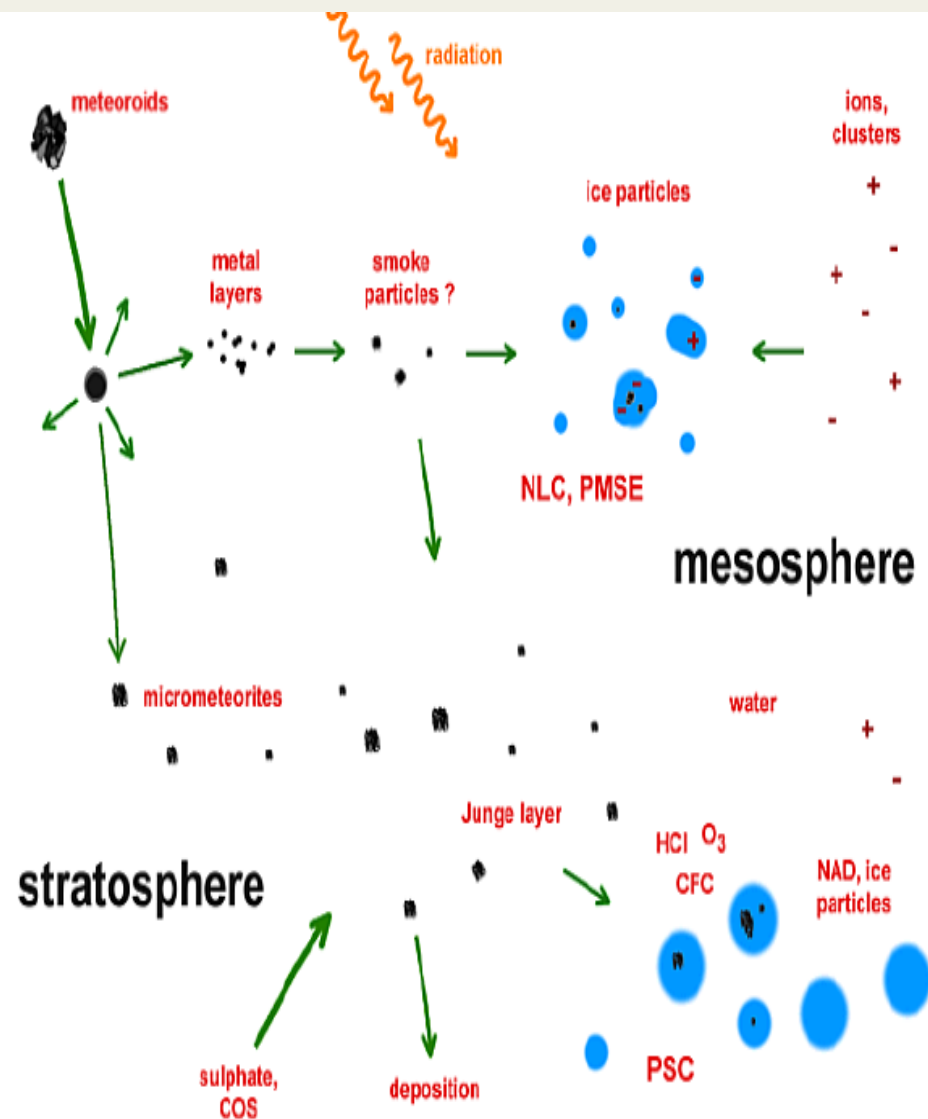 radiation
meteoroids
ions,
clusters
ice particles
metal
layers
smoke
particles ?
+
-
+
-
+
-
-
+
-
-
NLC, PMSE
mesosphere
micrometeorites
water
+
-
Junge layer
HCl O3
CFC
NAD, ice
particles
stratosphere
PSC
sulphate,
COS
deposition